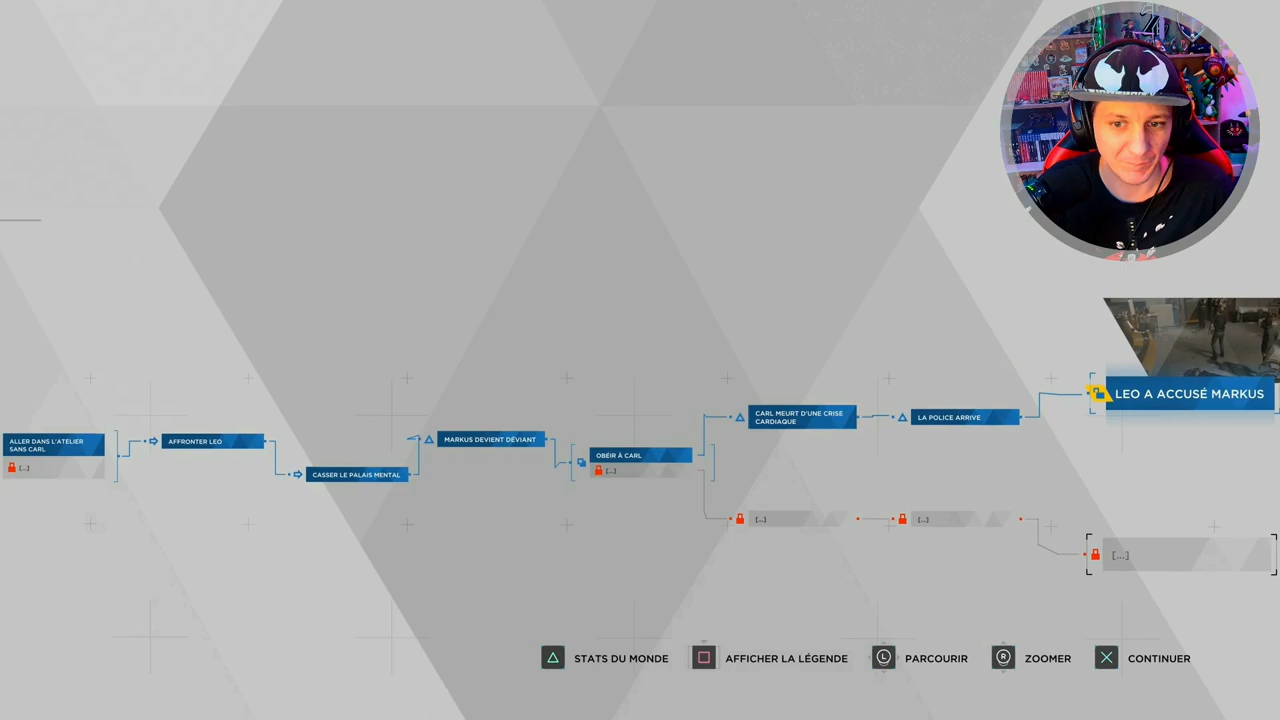 LEO A ACCUSÉ MARKUS
CARL MEURT D'UNE CRISE
CARDIAQUE
LA POLICE ARRIVE
ALLER DANS L'ATELIER
SANS CARL
[...]
AFFRONTER LEO
CASSER LE PALAIS MENTAL
MARKUS DEVIENT DÉVIANT
OBÉIR À CARL
[...]
[...]
[...]
[...]
STATS DU MONDE
AFFICHER LA LÉGENDE
L
PARCOURIR
R
ZOOMER
CONTINUER